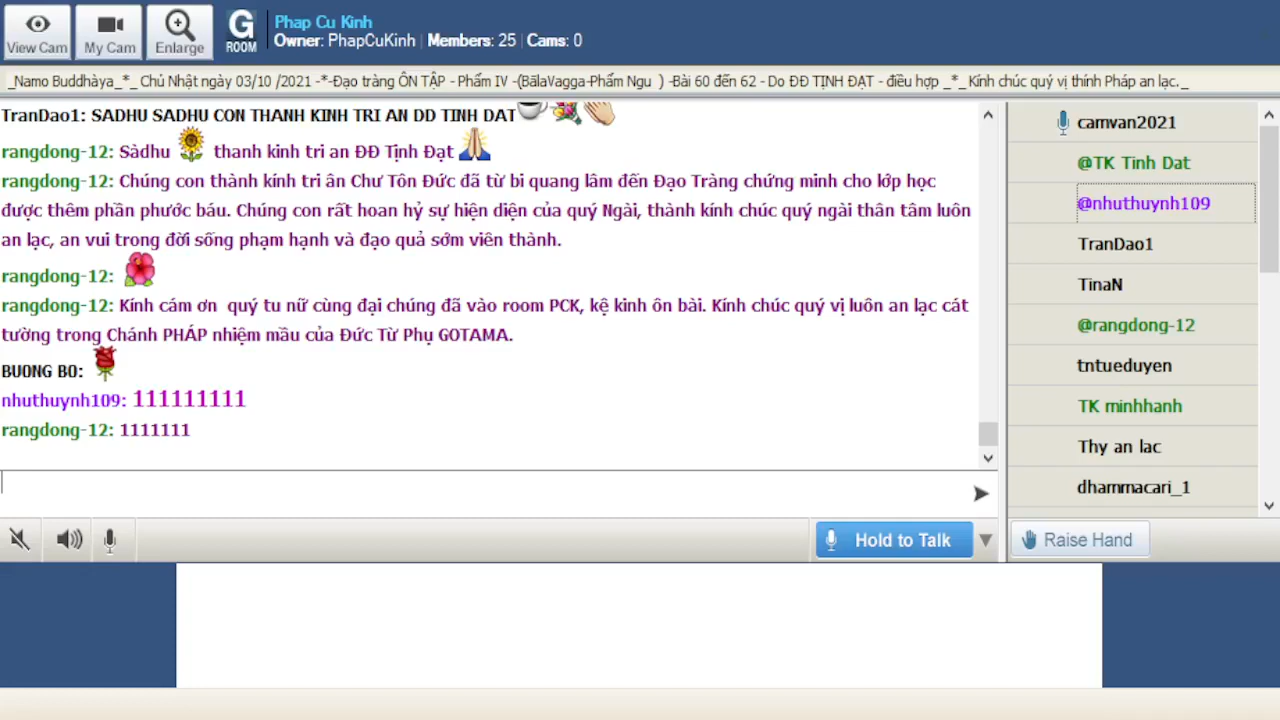 View Cam
My Cam
Enlarge
G
ROOM
Phap Cu Kinh
Owner: PhapCuKinh | Members: 25 | Cams: 0
_Namo Buddhàya_*_ Chủ Nhật ngày 03/10 /2021 -*-Đạo tràng ÔN TẬP - Phẩm IV -(BālaVagga-Phẩm Ngu ) -Bài 60 đến 62 - Do ĐĐ TỊNH ĐẠT - điều hợp _*_ Kính chúc quý vị thính Pháp an lạc._
TranDao1: SADHU SADHU CON THANH KINH TRI AN DD TINH DAT
rangdong-12: Sàdhu thanh kinh tri an ĐĐ Tịnh Đạt
rangdong-12: Chúng con thành kính tri ân Chư Tôn Đức đã từ bi quang lâm đến Đạo Tràng chứng minh cho lớp học
được thêm phần phước báu. Chúng con rất hoan hỷ sự hiện diện của quý Ngài, thành kính chúc quý ngài thân tâm luôn
an lạc, an vui trong đời sống phạm hạnh và đạo quả sớm viên thành.
rangdong-12:
rangdong-12: Kính cám ơn quý tu nữ cùng đại chúng đã vào room PCK, kệ kinh ôn bài. Kính chúc quý vị luôn an lạc cát
tường trong Chánh PHÁP nhiệm mầu của Đức Từ Phụ GOTAMA.
BUONG BO:
nhuthuynh109: 111111111
rangdong-12: 1111111
camvan2021
@TK Tinh Dat
@nhuthuynh109
TranDao1
TinaN
@rangdong-12
tntueduyen
TK minhhanh
Thy an lac
dhammacari_1
Hold to Talk
Raise Hand